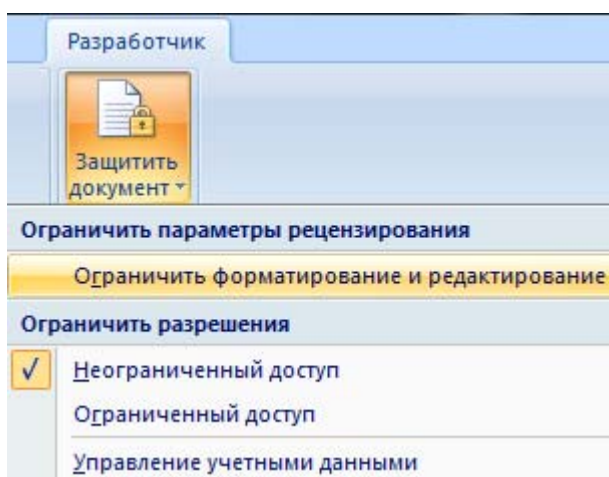 Разработчик
Защитить
документ
Ограничить параметры рецензирования
Ограничить форматирование и редактирование
Ограничить разрешения
Неограниченный доступ
Ограниченный доступ
Управление учетными данными